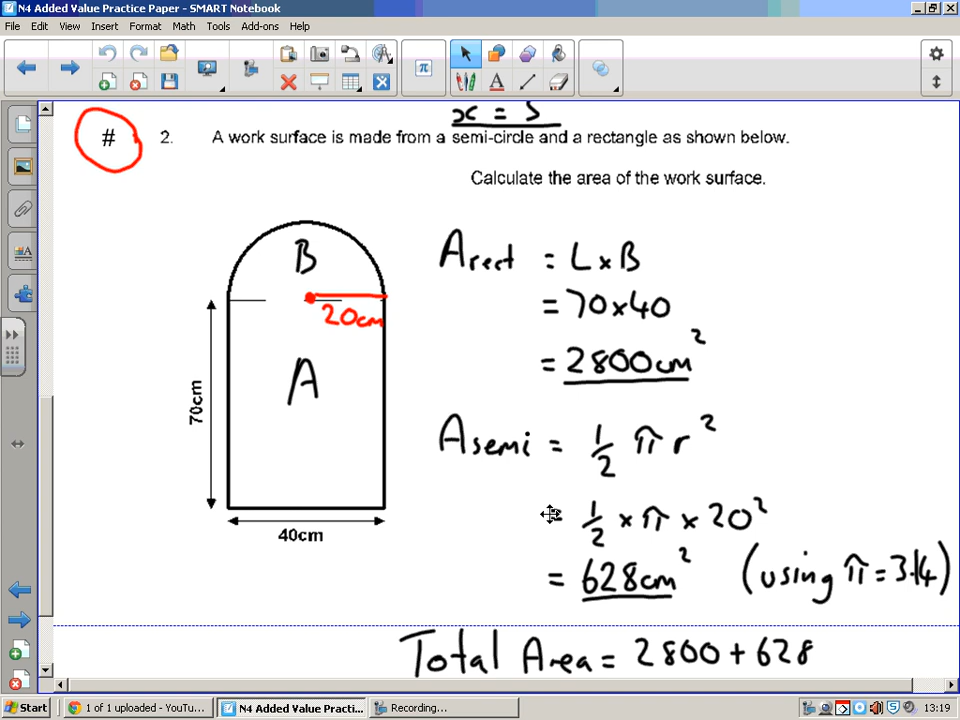 N4 Added Value Practice Paper - SMART Notebook
File Edit View Insert Format Math Tools Add-ons Help
π
A
x = 5
# 2. A work surface is made from a semi-circle and a rectangle as shown below.
Calculate the area of the work surface.
B
20cm
A
70cm
40cm
Arect = L×B
= 70×40
= 2800cm²
Asemi = 1/2 π r²
= 1/2 × π × 20²
= 628cm² (using π = 3.14)
Total Area = 2800 + 628
Start 1 of 1 uploaded - YouTu... N4 Added Value Practi... Recording... 13:19